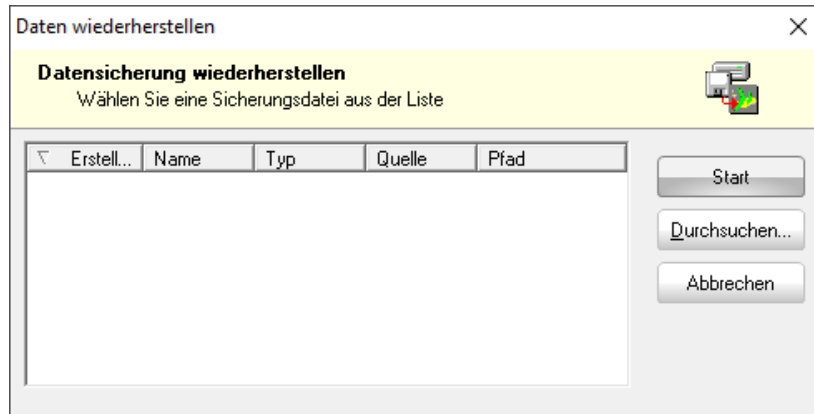 Daten wiederherstellen
Datensicherung wiederherstellen
Wählen Sie eine Sicherungsdatei aus der Liste
Erstell... Name Typ Quelle Pfad
Start
Durchsuchen...
Abbrechen